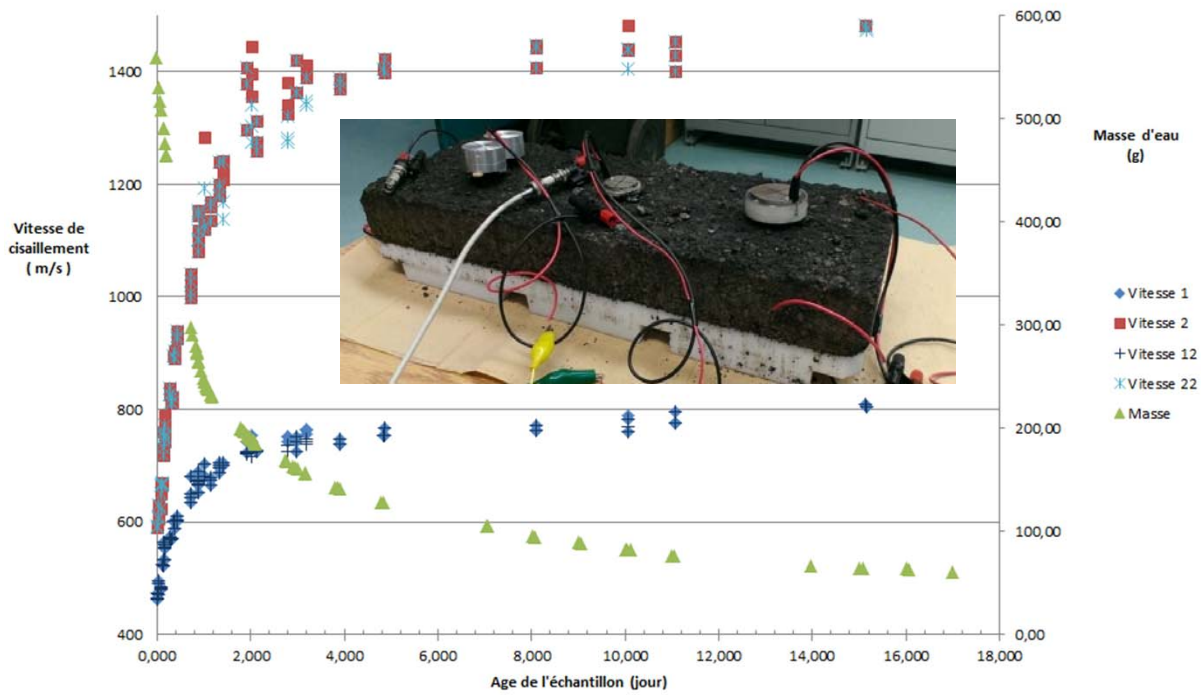 1400
1200
1000
800
600
400
Vitesse de
cisaillement
( m/s )
600,00
500,00
400,00
300,00
200,00
100,00
0,00
Masse d'eau
(g)
Vitesse 1
Vitesse 2
Vitesse 12
Vitesse 22
Masse
0,000
2,000
4,000
6,000
8,000
10,000
12,000
14,000
16,000
18,000
Age de l'échantillon (jour)